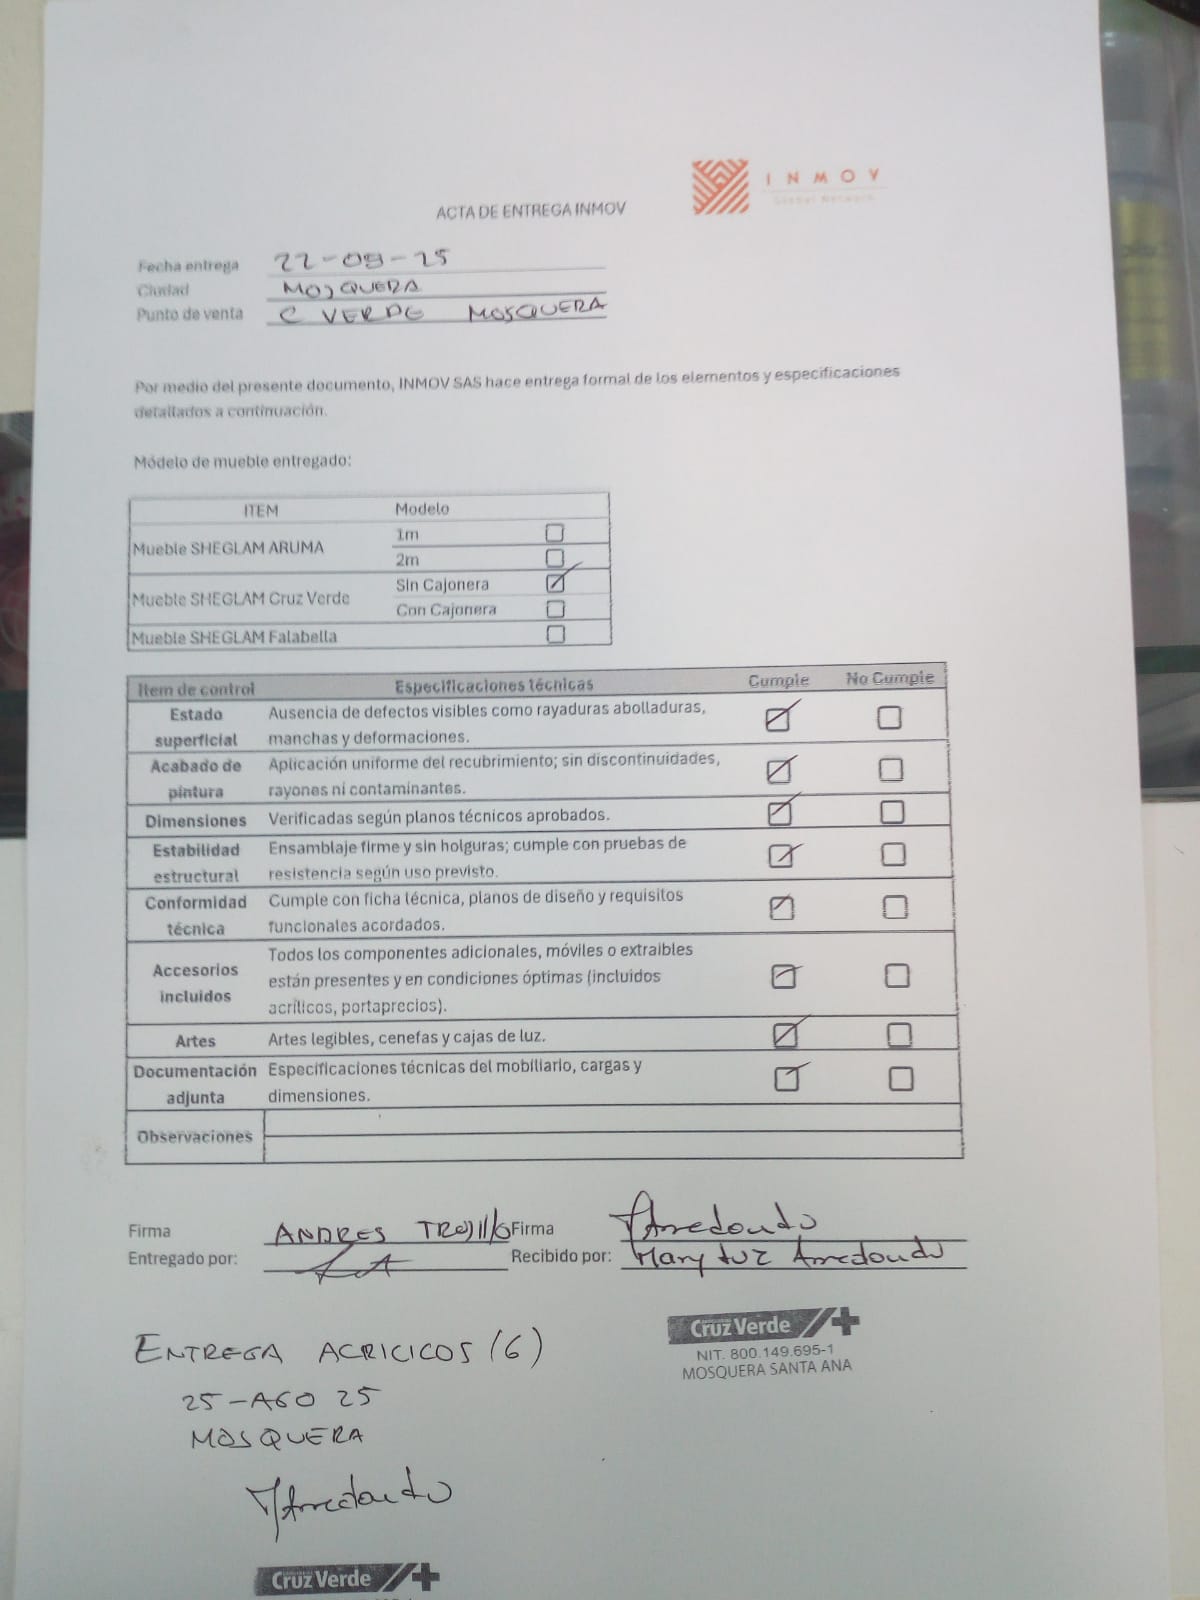 INMOV
Global Network
ACTA DE ENTREGA INMOV
Fecha entrega 22-08-25
Ciudad MOSQUERA
Punto de venta C VERDE MOSQUERA
Por medio del presente documento, INMOV SAS hace entrega formal de los elementos y especificaciones
detallados a continuación.
Módelo de mueble entregado:
ITEM Modelo
Mueble SHEGLAM ARUMA
1m
2m
Mueble SHEGLAM Cruz Verde
Sin Cajonera
Con Cajonera
Mueble SHEGLAM Falabella
Item de control Especificaciones técnicas Cumple No Cumple
Estado superficial
Ausencia de defectos visibles como rayaduras abolladuras,
manchas y deformaciones.
Acabado de pintura
Aplicación uniforme del recubrimiento; sin discontinuidades,
rayones ni contaminantes.
Dimensiones Verificadas según planos técnicos aprobados.
Estabilidad estructural
Ensamblaje firme y sin holguras; cumple con pruebas de
resistencia según uso previsto.
Conformidad técnica
Cumple con ficha técnica, planos de diseño y requisitos
funcionales acordados.
Accesorios incluidos
Todos los componentes adicionales, móviles o extraibles
están presentes y en condiciones óptimas (incluidos
acrílicos, portaprecios).
Artes Artes legibles, cenefas y cajas de luz.
Documentación adjunta
Especificaciones técnicas del mobiliario, cargas y
dimensiones.
Observaciones
Firma ANDRES TROJIllO Firma MArredondo
Entregado por: Recibido por: Mary luz Arredondo
CruzVerde
NIT. 800.149.695-1
MOSQUERA SANTA ANA
ENTREGA ACRICICOS (6)
25-AGO 25
MOSQUERA
MArredondo
CruzVerde